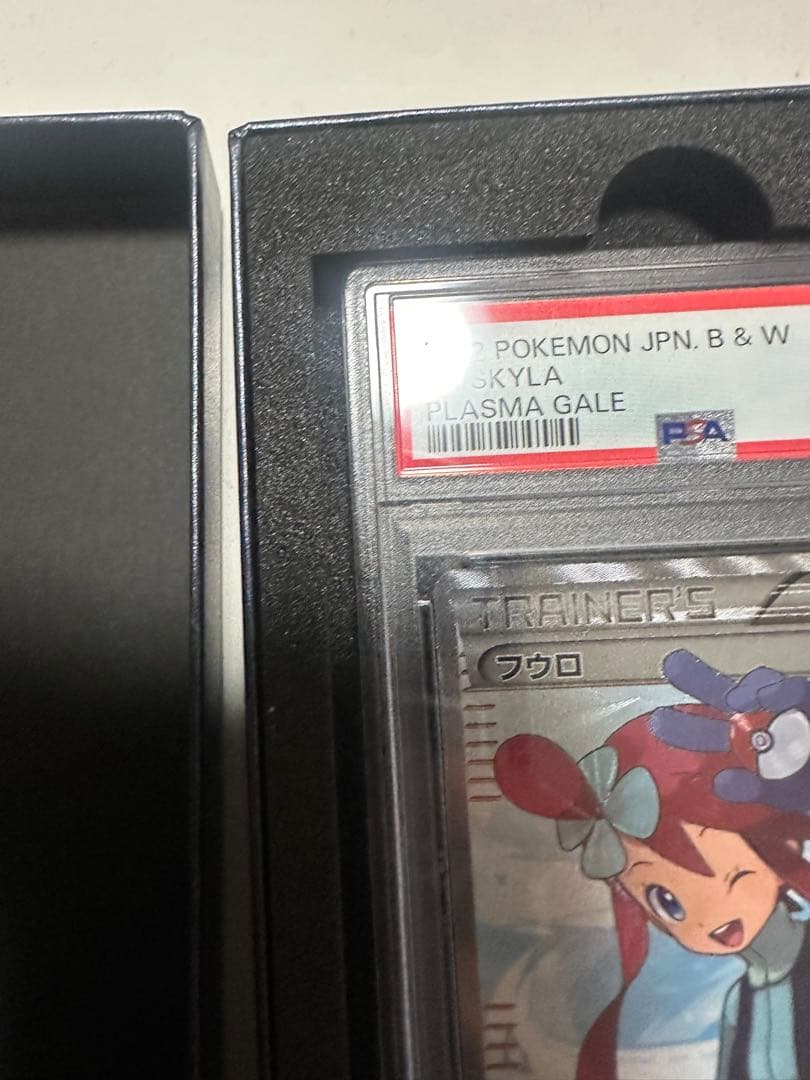 POKEMON JPN. B & W
SKYLA
PLASMA GALE
PSA
TRAINER'S
フウロ